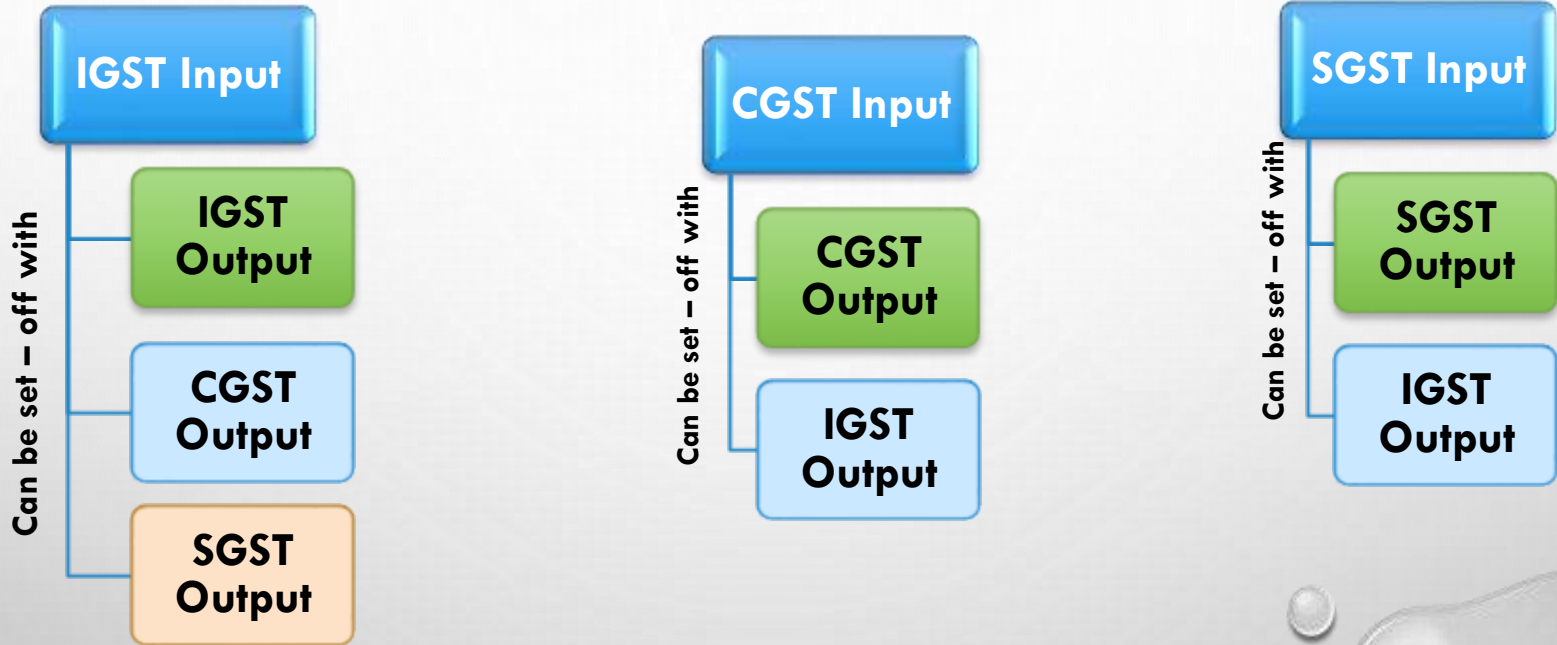 IGST Input
Can be set – off with
IGST
Output
CGST
Output
SGST
Output
CGST Input
Can be set – off with
CGST
Output
IGST
Output
SGST Input
Can be set – off with
SGST
Output
IGST
Output